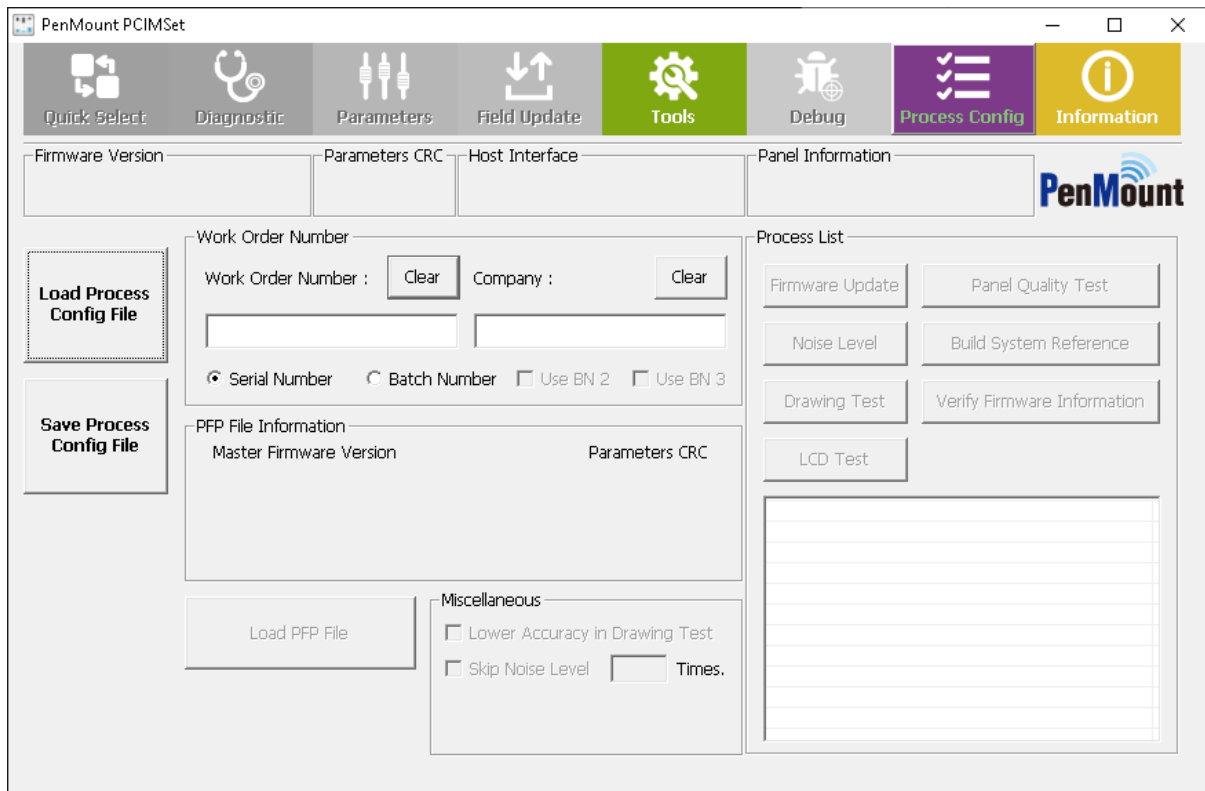 PenMount PCIMSet
Quick Select Diagnostic Parameters Field Update Tools Debug Process Config Information
Firmware Version Parameters CRC Host Interface Panel Information
PenMount
Load Process
Config File
Save Process
Config File
Work Order Number
Work Order Number : Clear Company : Clear
Serial Number Batch Number Use BN 2 Use BN 3
PFP File Information
Master Firmware Version Parameters CRC
Load PFP File
Miscellaneous
Lower Accuracy in Drawing Test
Skip Noise Level Times.
Process List
Firmware Update Panel Quality Test
Noise Level Build System Reference
Drawing Test Verify Firmware Information
LCD Test